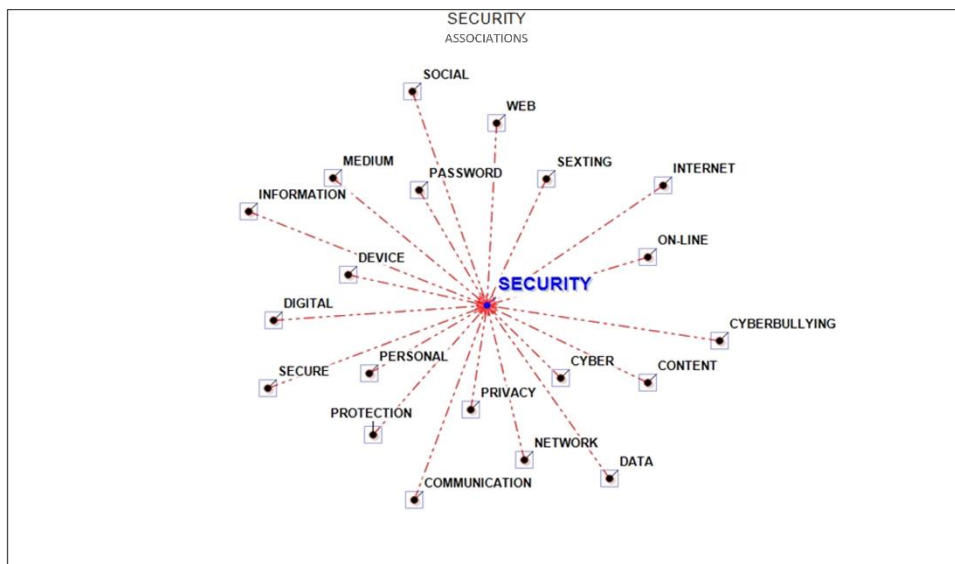 SECURITY
ASSOCIATIONS
SOCIAL
WEB
MEDIUM
PASSWORD
SEXTING
INTERNET
INFORMATION
ON-LINE
DEVICE
SECURITY
DIGITAL
CYBERBULLYING
SECURE
PERSONAL
CYBER
CONTENT
PRIVACY
PROTECTION
NETWORK
DATA
COMMUNICATION